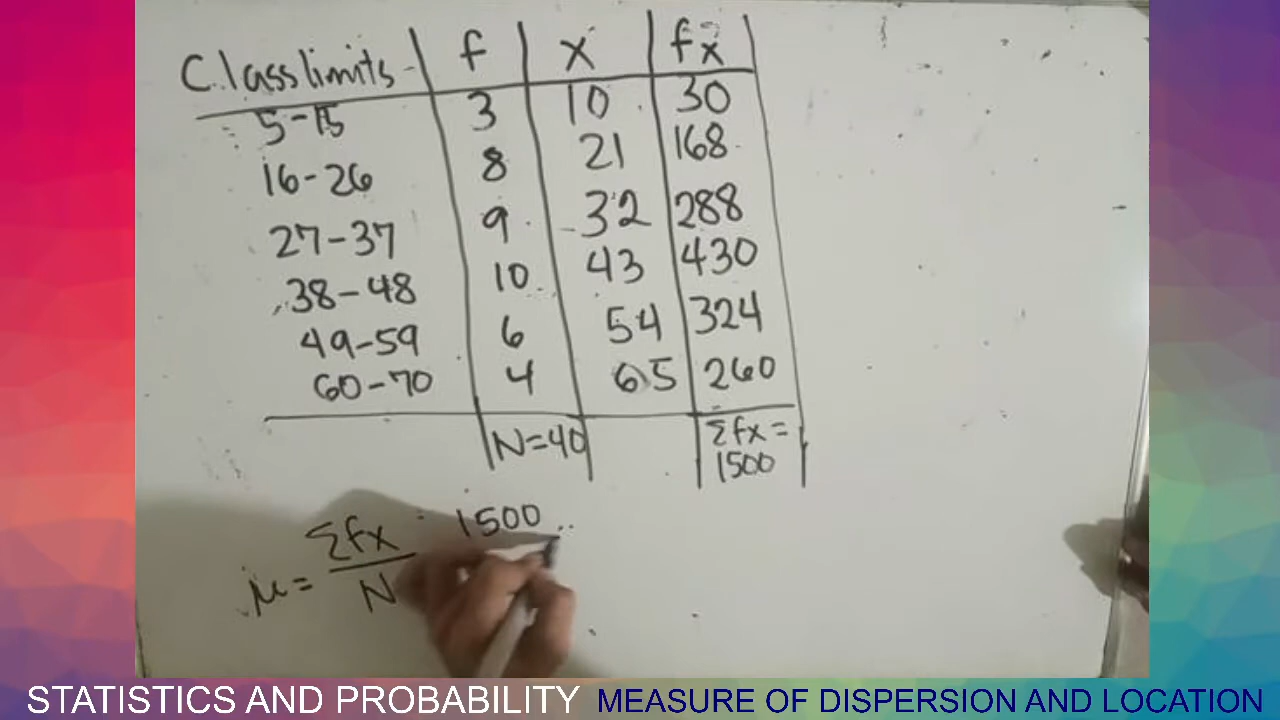 Class limits f x fx
5-15 3 10 30
16-26 8 21 168
27-37 9 32 288
38-48 10 43 430
49-59 6 54 324
60-70 4 65 260
N=40 Σfx =
1500
μ= Σfx 1500
N
STATISTICS AND PROBABILITY MEASURE OF DISPERSION AND LOCATION